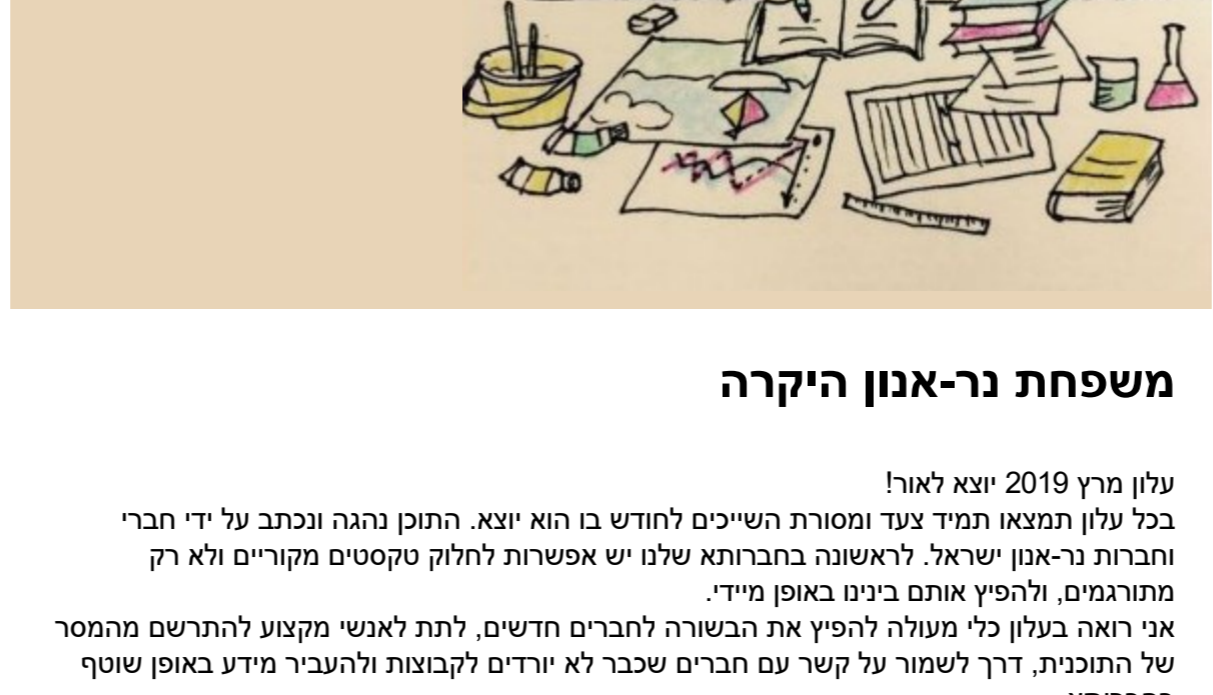 משפחת נר-אנון היקרה
עלון מרץ 2019 יוצא לאור!
בכל עלון תמצאו תמיד צעד ומסורת השייכים לחודש בו הוא יוצא. התוכן נהגה ונכתב על ידי חברי
וחברות נר-אנון ישראל. לראשונה בחברותא שלנו יש אפשרות לחלוק טקסטים מקוריים ולא רק
מתורגמים, ולהפיץ אותם בינינו באופן מיידי.
אני רואה בעלון כלי מעולה להפיץ את הבשורה לחברים חדשים, לתת לאנשי מקצוע להתרשם מהמסר
של התוכנית, דרך לשמור על קשר עם חברים שכבר לא יורדים לקבוצות ולהעביר מידע באופן שוטף